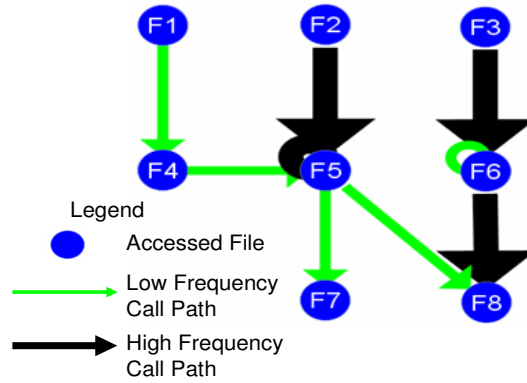 F1 F2 F3
F4 F5 F6
Legend
Accessed File
F7 F8
Low Frequency
Call Path
High Frequency
Call Path